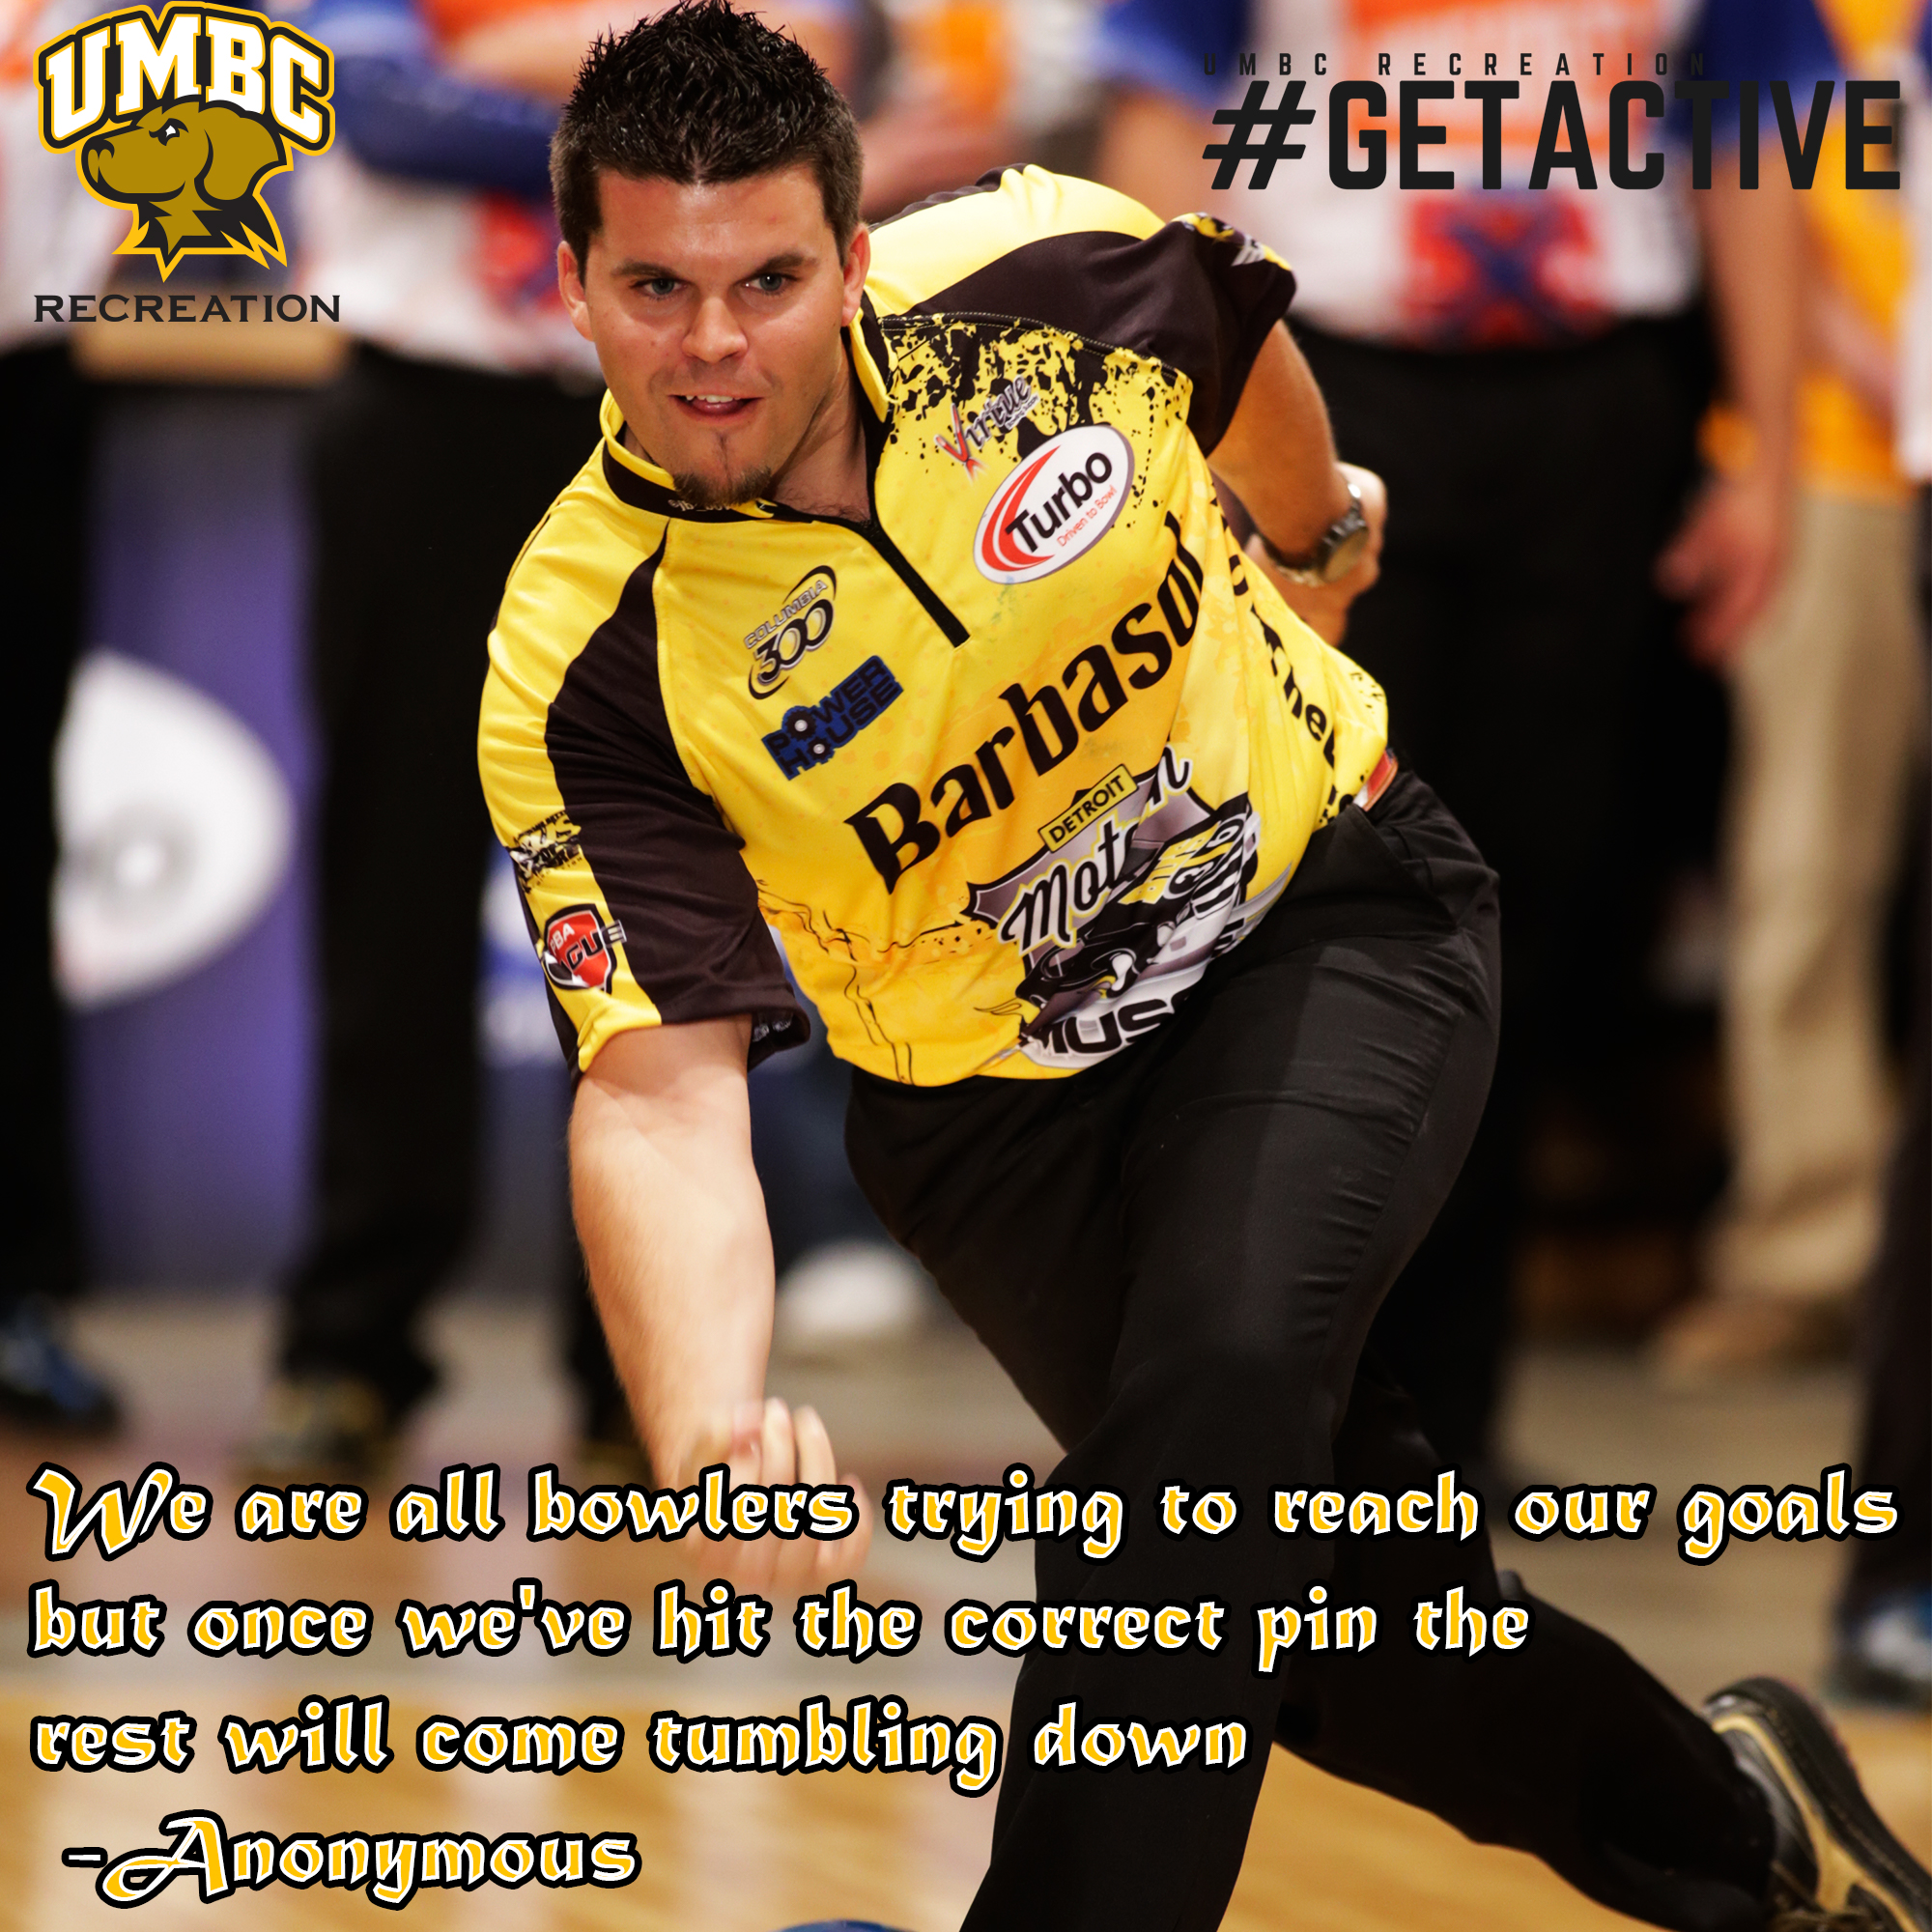 UMBC
RECREATION
UMBC RECREATION
#GETACTIVE
Virtue
Turbo
Driven to Bowl
COLUMBIA
300
POWER
HOUSE
Barbasol
DETROIT
We are all bowlers trying to reach our goals
but once we've hit the correct pin the
rest will come tumbling down
-Anonymous